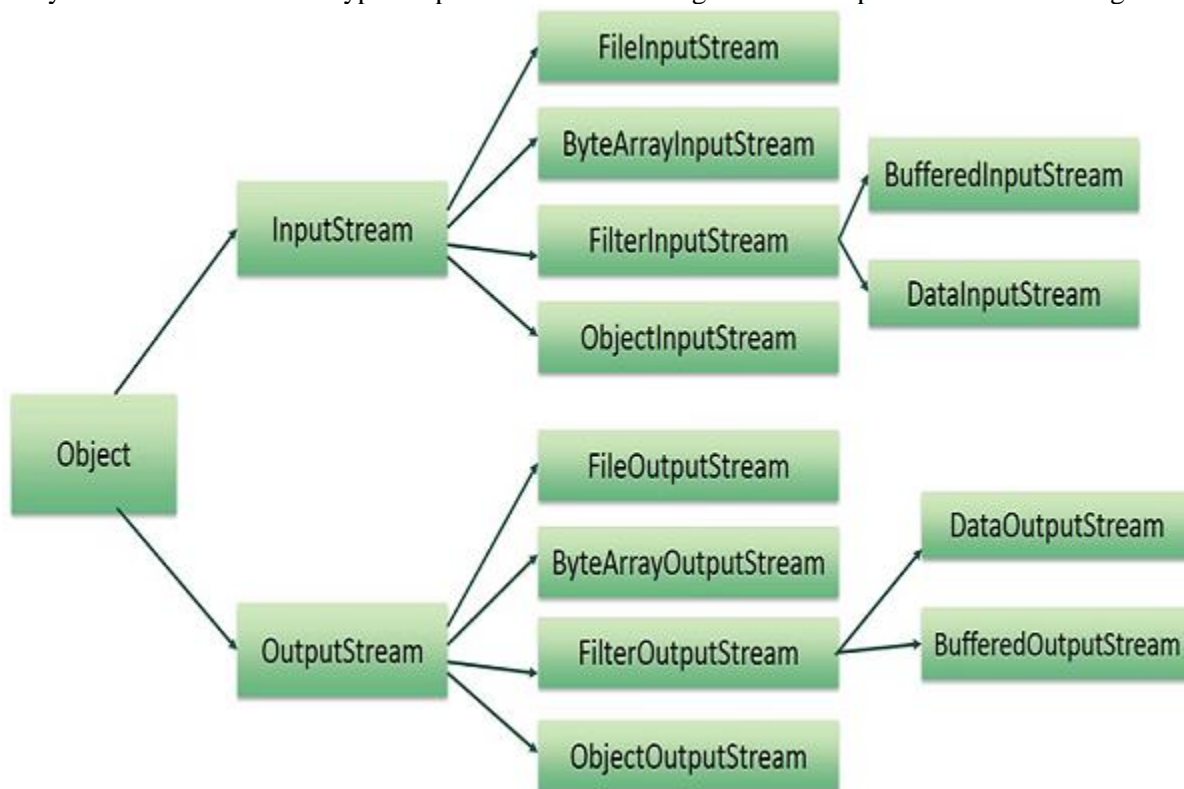 FileInputStream
ByteArrayInputStream
BufferedInputStream
InputStream
FilterInputStream
DataInputStream
ObjectInputStream
Object
FileOutputStream
DataOutputStream
ByteArrayOutputStream
OutputStream
FilterOutputStream
BufferedOutputStream
ObjectOutputStream